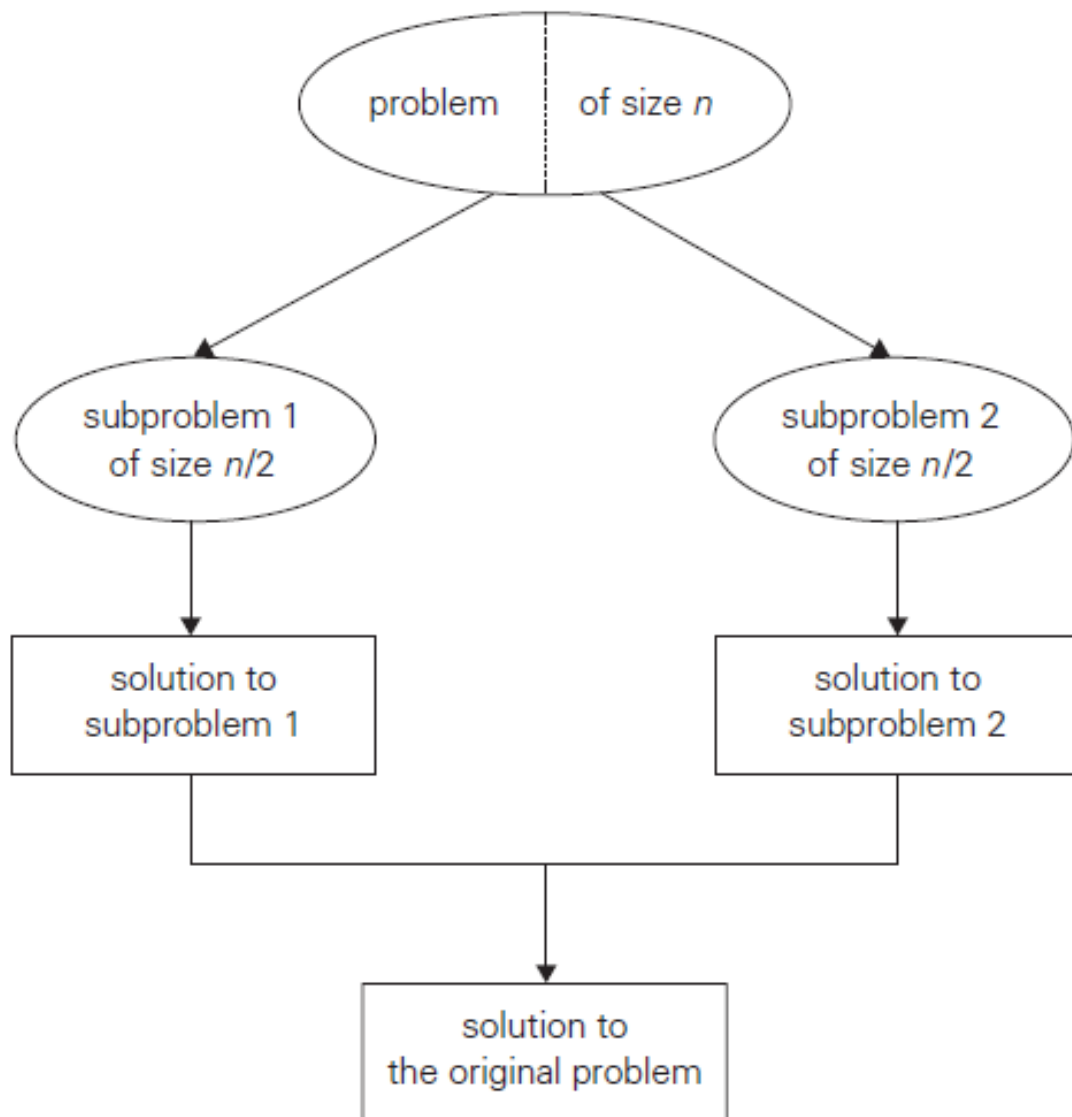 problem of size n
subproblem 1
of size n/2
subproblem 2
of size n/2
solution to
subproblem 1
solution to
subproblem 2
solution to
the original problem